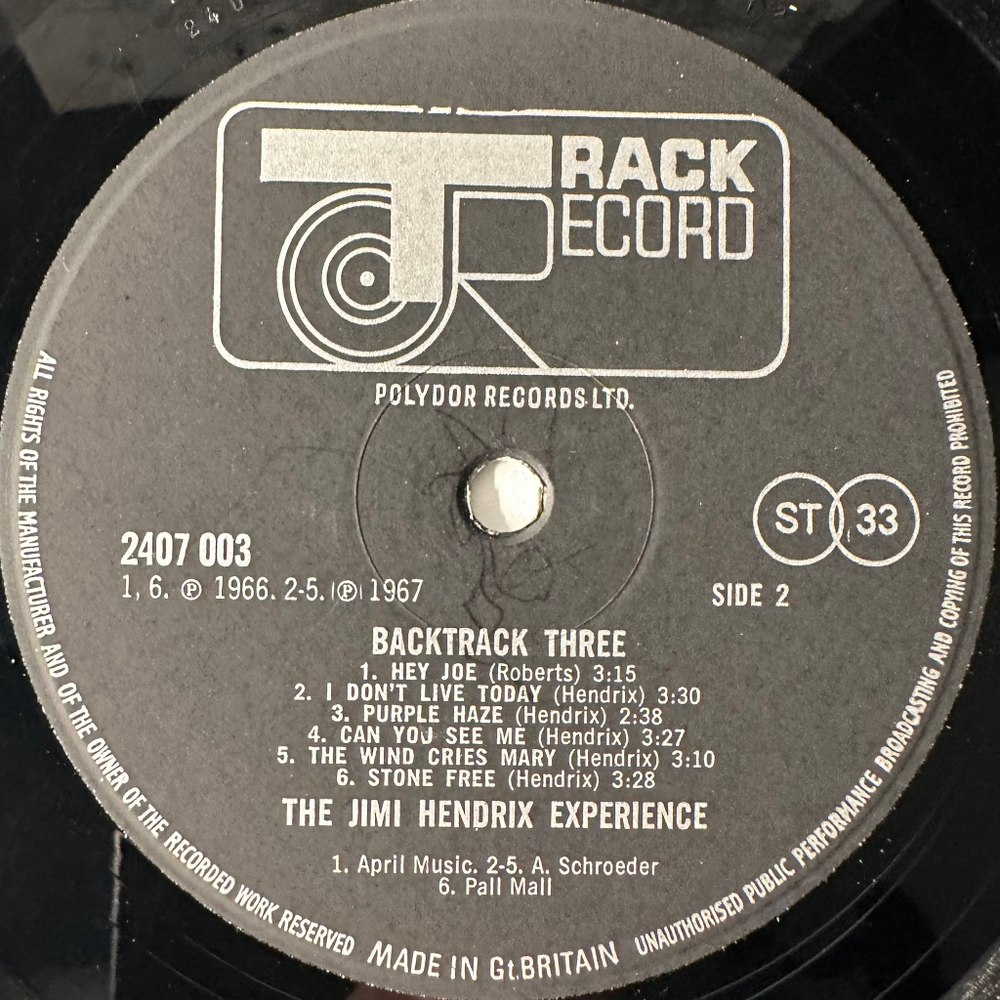 240
TRACK
RECORD
POLYDOR RECORDS LTD.
ST 33
2407 003
1, 6. ℗ 1966. 2-5. ℗ 1967
SIDE 2
BACKTRACK THREE
1. HEY JOE (Roberts) 3:15
2. I DON'T LIVE TODAY (Hendrix) 3:30
3. PURPLE HAZE (Hendrix) 2:38
4. CAN YOU SEE ME (Hendrix) 3:27
5. THE WIND CRIES MARY (Hendrix) 3:10
6. STONE FREE (Hendrix) 3:28
THE JIMI HENDRIX EXPERIENCE
1. April Music. 2-5. A. Schroeder
6. Pall Mall
ALL RIGHTS OF THE MANUFACTURER AND OF THE OWNER OF THE RECORDED WORK RESERVED
MADE IN Gt.BRITAIN
UNAUTHORISED PUBLIC PERFORMANCE BROADCASTING AND COPYING OF THIS RECORD PROHIBITED